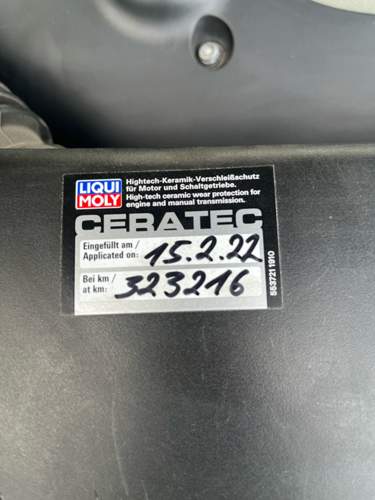 LIQUI
MOLY
Hightech-Keramik-Verschleißschutz
für Motor und Schaltgetriebe.
High-tech ceramic wear protection for
engine and manual transmission.
CERATEC
Eingefüllt am /
Applicated on: 15.2.22
Bei km /
at km: 323216
5537211910